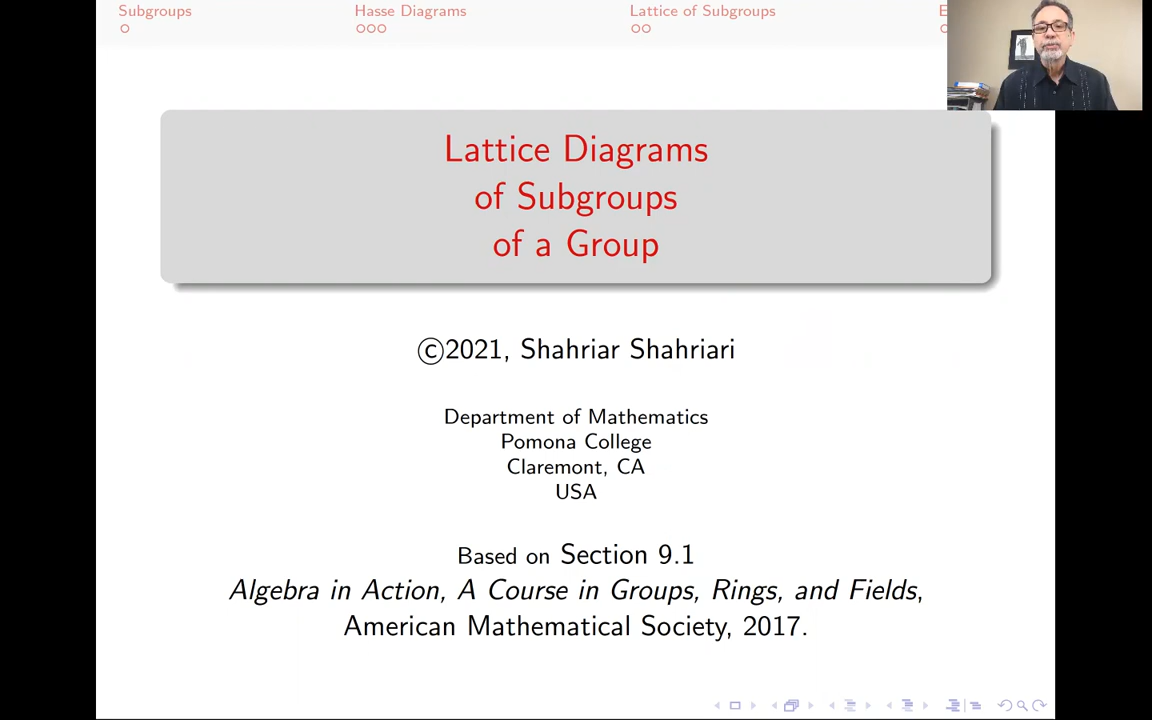 Subgroups
Hasse Diagrams
Lattice of Subgroups
E
Lattice Diagrams
of Subgroups
of a Group
©2021, Shahriar Shahriari
Department of Mathematics
Pomona College
Claremont, CA
USA
Based on Section 9.1
Algebra in Action, A Course in Groups, Rings, and Fields,
American Mathematical Society, 2017.